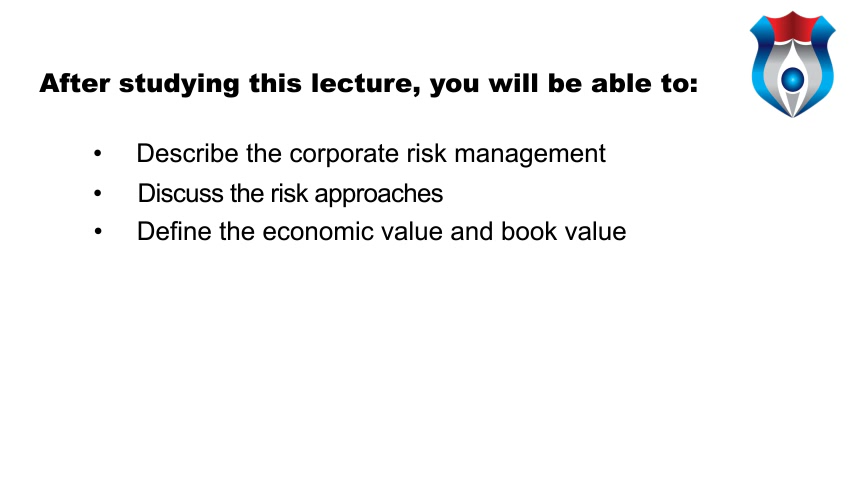 After studying this lecture, you will be able to:
• Describe the corporate risk management
• Discuss the risk approaches
• Define the economic value and book value